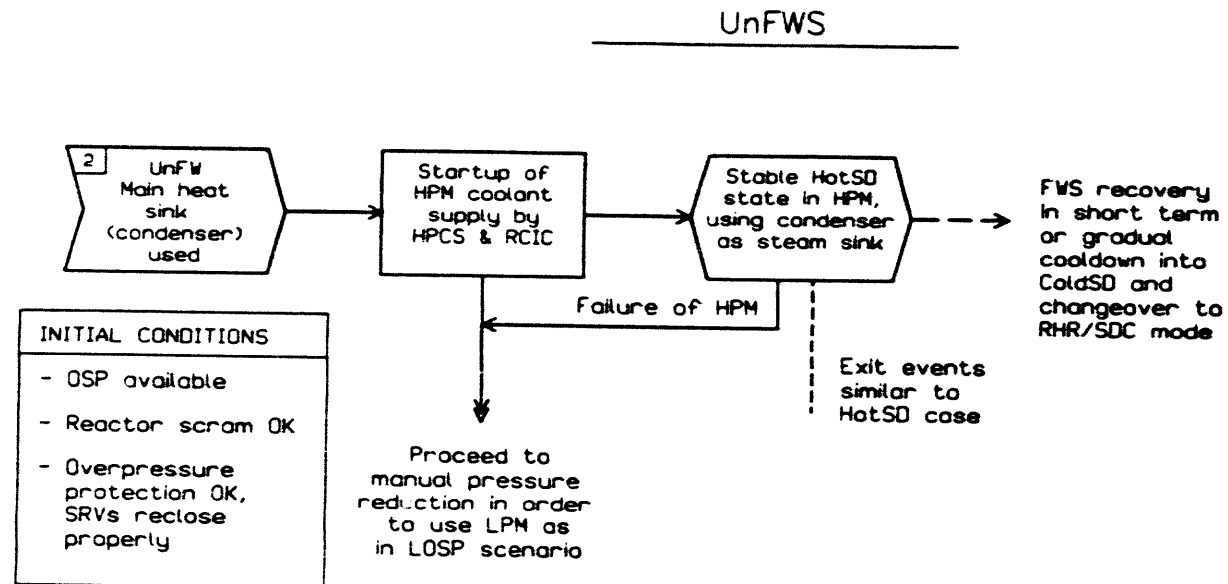 UnFWS
2
UnFW
Main heat
sink
(condenser)
used
Startup of
HPM coolant
supply by
HPCS & RCIC
Stable HotSD
state in HPM,
using condenser
as steam sink
FWS recovery
in short term
or gradual
cooldown into
ColdSD and
changeover to
RHR/SDC mode
Failure of HPM
Exit events
similar to
HotSD case
INITIAL CONDITIONS
- OSP available
- Reactor scram OK
- Overpressure
protection OK,
SRVs reclose
properly
Proceed to
manual pressure
reduction in order
to use LPM as
in LOSP scenario